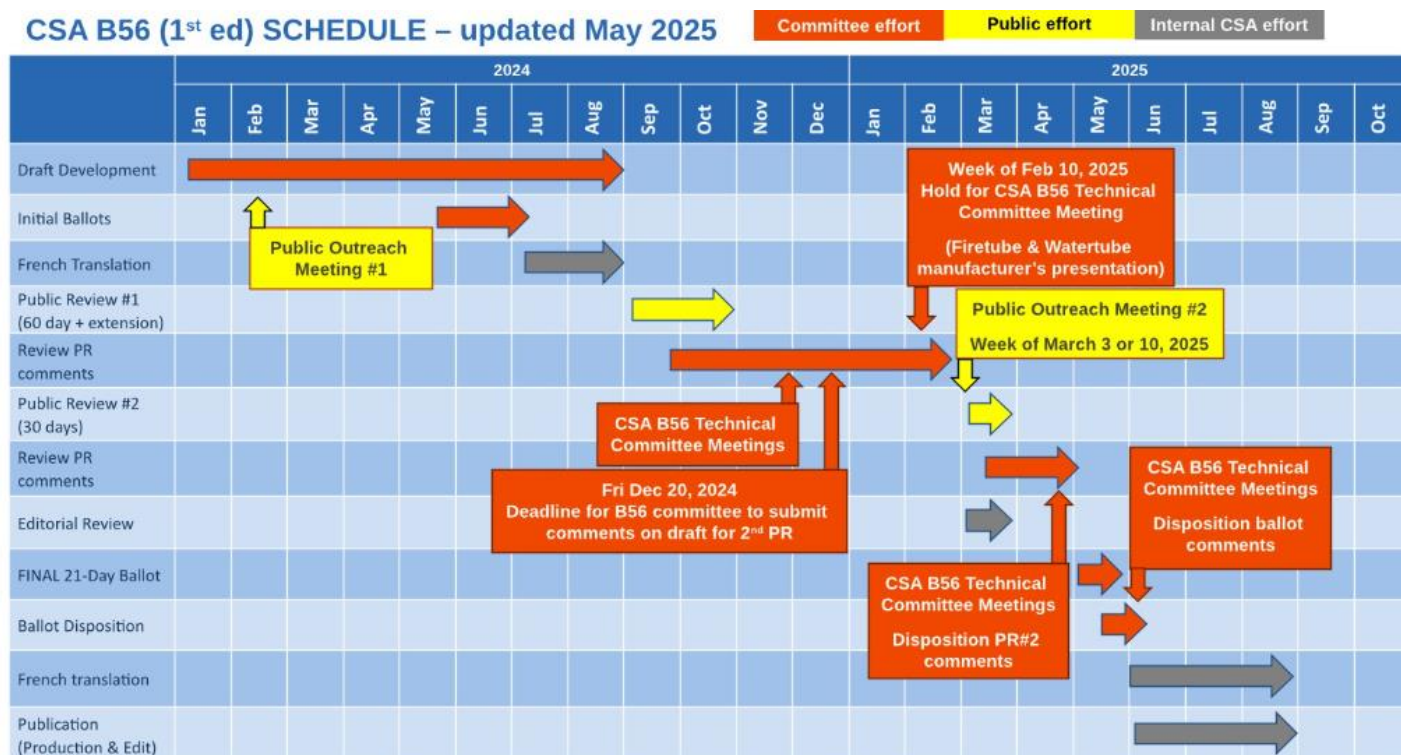 CSA B56 (1st ed) SCHEDULE – updated May 2025
Committee effort
Public effort
Internal CSA effort
2024
2025
Jan
Feb
Mar
Apr
May
Jun
Jul
Aug
Sep
Oct
Nov
Dec
Jan
Feb
Mar
Apr
May
Jun
Jul
Aug
Sep
Oct
Draft Development
Initial Ballots
French Translation
Public Review #1
(60 day + extension)
Review PR
comments
Public Review #2
(30 days)
Review PR
comments
Editorial Review
FINAL 21-Day Ballot
Ballot Disposition
French translation
Publication
(Production & Edit)
Public Outreach
Meeting #1
Week of Feb 10, 2025
Hold for CSA B56 Technical
Committee Meeting
(Firetube & Watertube
manufacturer's presentation)
Public Outreach Meeting #2
Week of March 3 or 10, 2025
CSA B56 Technical
Committee Meetings
Fri Dec 20, 2024
Deadline for B56 committee to submit
comments on draft for 2nd PR
CSA B56 Technical
Committee Meetings
Disposition ballot
comments
CSA B56 Technical
Committee Meetings
Disposition PR#2
comments